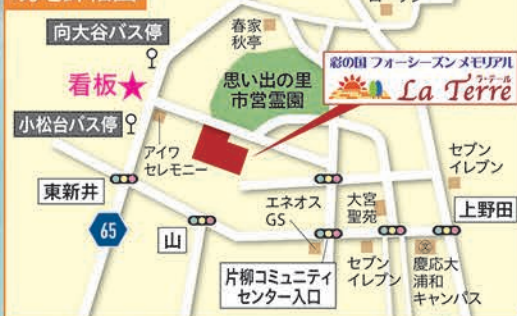 向大谷バス停
春家
秋亭
彩の国 フォーシーズン メモリアル
ラ・テール
La Terre
看板★
思い出の里
市営霊園
小松台バス停
アイワ
セレモニー
セブン
イレブン
東新井
エネオス
GS
大宮
聖苑
上野田
65
山
片柳コミュニティ
センター入口
セブン
イレブン
慶応大
浦和
キャンパス